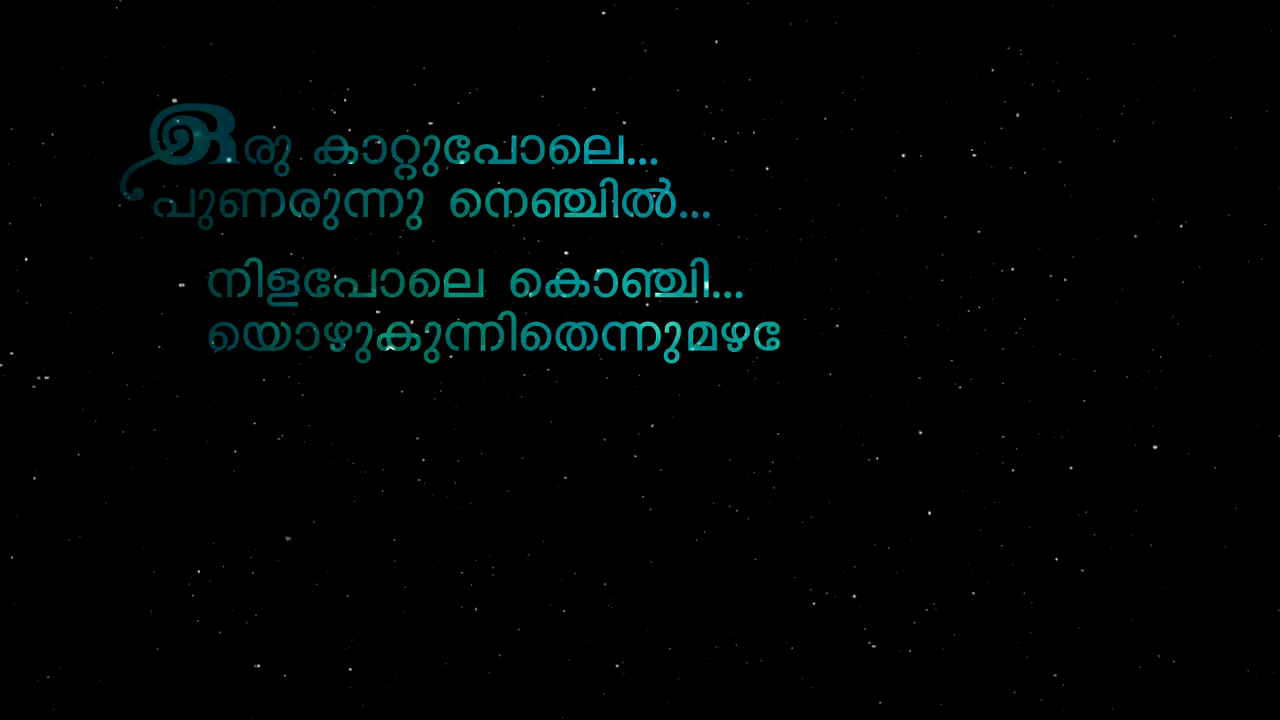 ഒരു കാറ്റുപോലെ...
പുണരുന്നു നെഞ്ചിൽ...
നിളപോലെ കൊഞ്ചി...
യൊഴുകുന്നിതെന്നുമഴ​േ